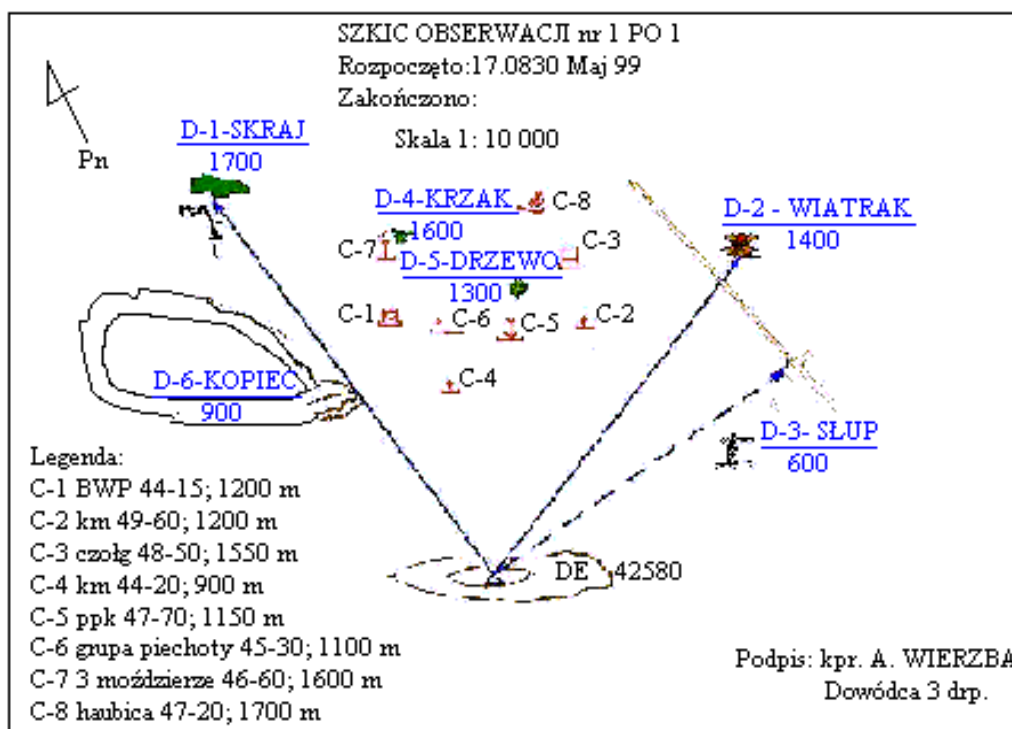 SZKIC OBSERWACJI nr 1 PO 1
Rozpoczęto:17.0830 Maj 99
Zakończono:
Skala 1: 10 000
Pn
D-1-SKRAJ
1700
D-4-KRZAK
1600
C-8
D-2 - WIATRAK
1400
C-7
C-3
D-5-DRZEWO
1300
C-1
C-6
C-5
C-2
C-4
D-6-KOPIEC
900
D-3- SŁUP
600
DE 42580
Legenda:
C-1 BWP 44-15; 1200 m
C-2 km 49-60; 1200 m
C-3 czołg 48-50; 1550 m
C-4 km 44-20; 900 m
C-5 ppk 47-70; 1150 m
C-6 grupa piechoty 45-30; 1100 m
C-7 3 moździerze 46-60; 1600 m
C-8 haubica 47-20; 1700 m
Podpis: kpr. A. WIERZBA
Dowódca 3 drp.